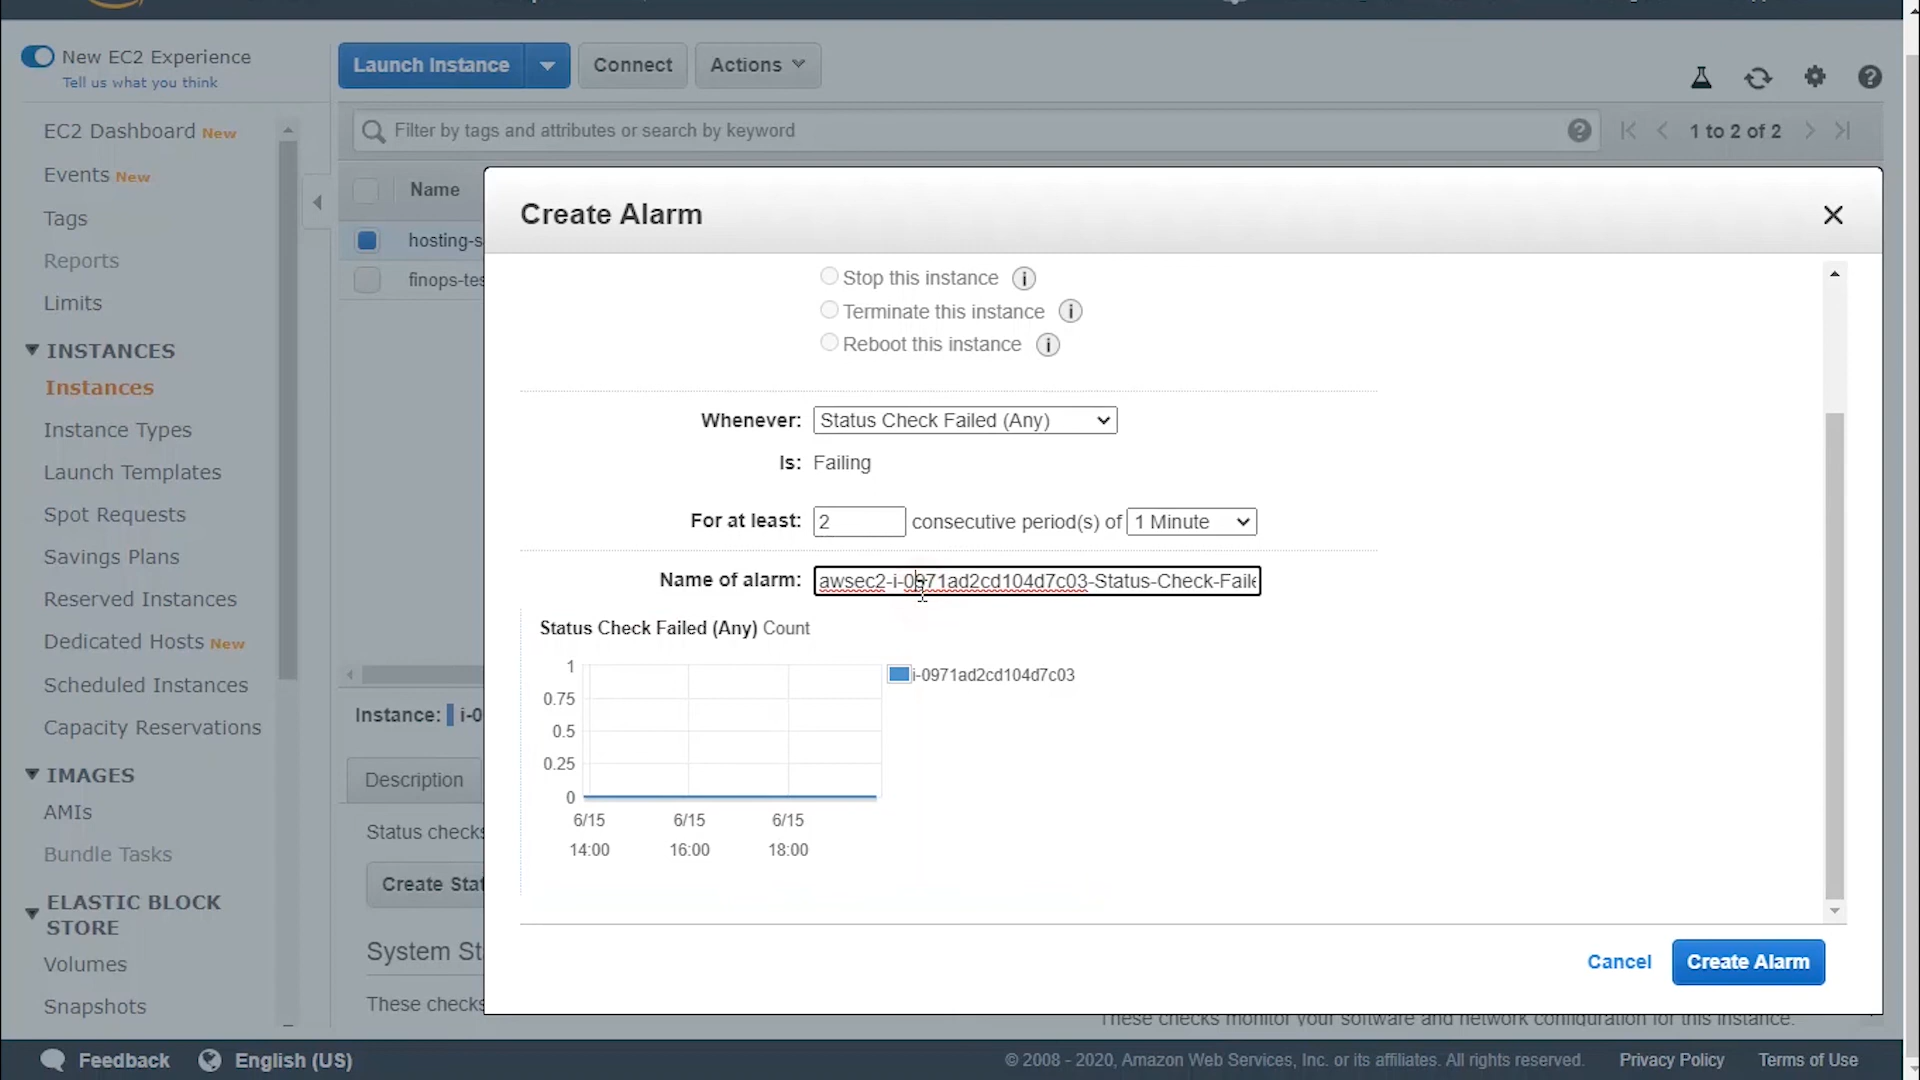 New EC2 Experience
Tell us what you think
Launch Instance
Connect
Actions
Filter by tags and attributes or search by keyword
1 to 2 of 2
EC2 Dashboard New
Events New
Tags
Reports
Limits
INSTANCES
Instances
Instance Types
Launch Templates
Spot Requests
Savings Plans
Reserved Instances
Dedicated Hosts New
Scheduled Instances
Capacity Reservations
IMAGES
AMIs
Bundle Tasks
ELASTIC BLOCK
STORE
Volumes
Snapshots
Name
hosting-s
finops-tes
Instance: i-0
Description
Status checks
Create Stat
System St
These checks
Create Alarm
Stop this instance
Terminate this instance
Reboot this instance
Whenever: Status Check Failed (Any)
Is: Failing
For at least: 2 consecutive period(s) of 1 Minute
Name of alarm: awsec2-i-0971ad2cd104d7c03-Status-Check-Faile
Status Check Failed (Any) Count
1
0.75
0.5
0.25
0
6/15 6/15 6/15
14:00 16:00 18:00
i-0971ad2cd104d7c03
Cancel
Create Alarm
These checks monitor your software and network configuration for this instance.
Feedback
English (US)
© 2008 - 2020, Amazon Web Services, Inc. or its affiliates. All rights reserved.
Privacy Policy
Terms of Use